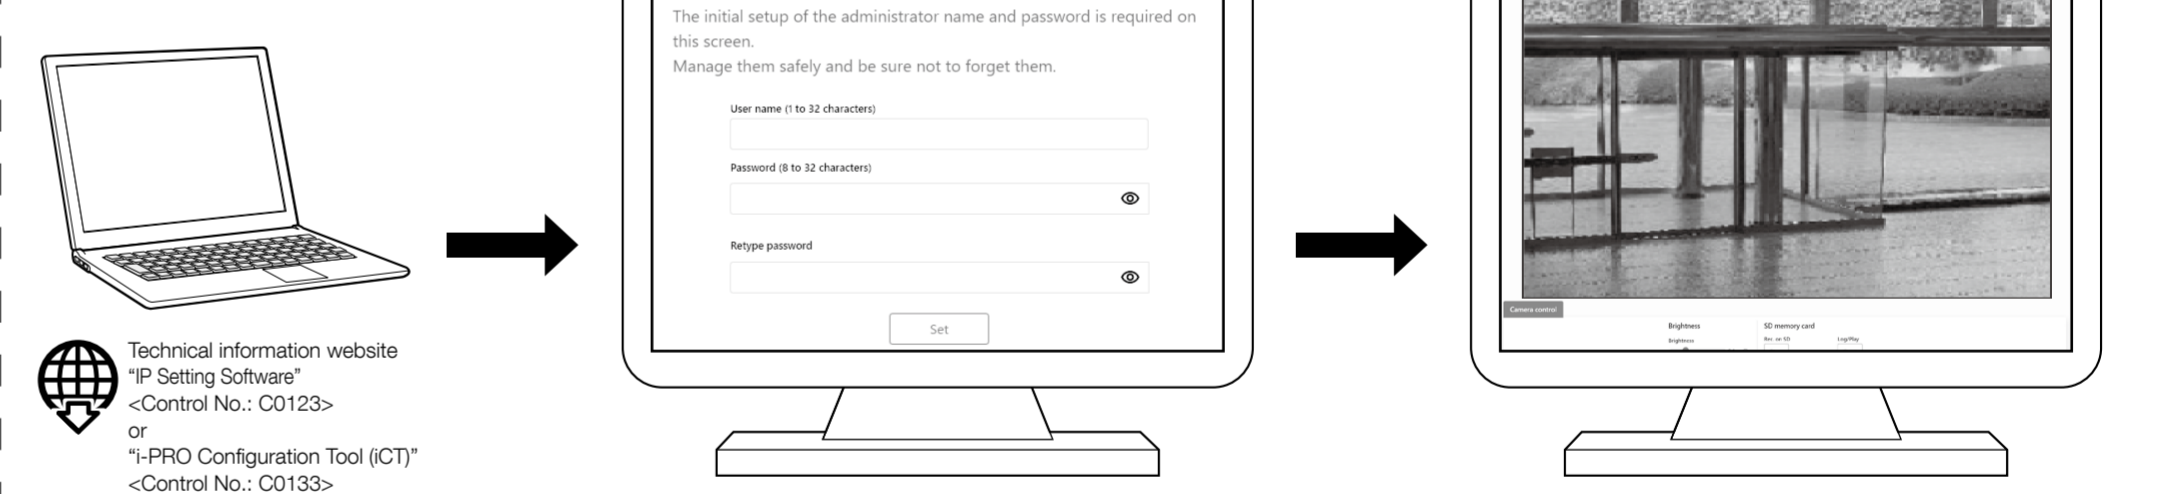 The initial setup of the administrator name and password is required on
this screen.
Manage them safely and be sure not to forget them.
User name (1 to 32 characters)
Password (8 to 32 characters)
Retype password
Set
Technical information website
“IP Setting Software”
<Control No.: C0123>
or
“i-PRO Configuration Tool (iCT)”
<Control No.: C0133>
Camera control
Brightness
SD memory card
Brightness
Rec. on SD
Log/Play